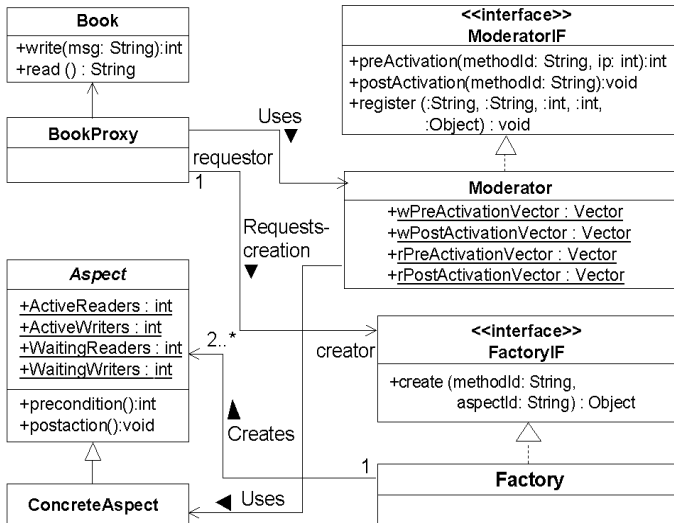 Book
+write(msg: String):int
+read () : String
BookProxy
Uses
requestor
1
<<interface>>
ModeratorIF
+preActivation(methodId: String, ip: int):int
+postActivation(methodId: String):void
+register (:String, :String, :int, :int,
:Object) : void
Moderator
+wPreActivationVector : Vector
+wPostActivationVector : Vector
+rPreActivationVector : Vector
+rPostActivationVector : Vector
Requests-
creation
Aspect
+ActiveReaders : int
+ActiveWriters : int
+WaitingReaders : int
+WaitingWriters : int
+precondition():int
+postaction():void
2..*
creator
<<interface>>
FactoryIF
+create (methodId: String,
aspectId: String) : Object
Creates
1
Factory
ConcreteAspect
Uses